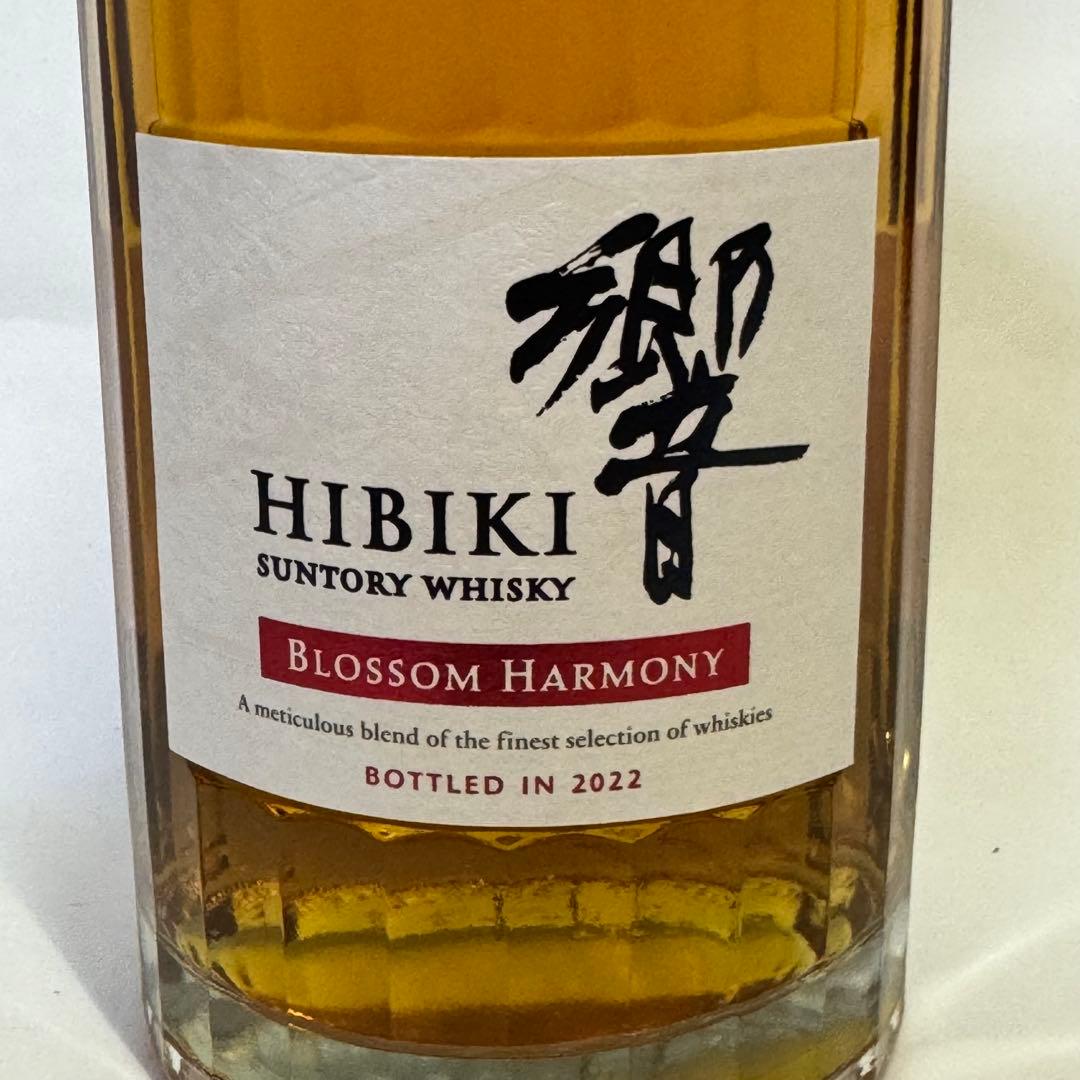 響
HIBIKI
SUNTORY WHISKY
BLOSSOM HARMONY
A meticulous blend of the finest selection of whiskies
BOTTLED IN 2022